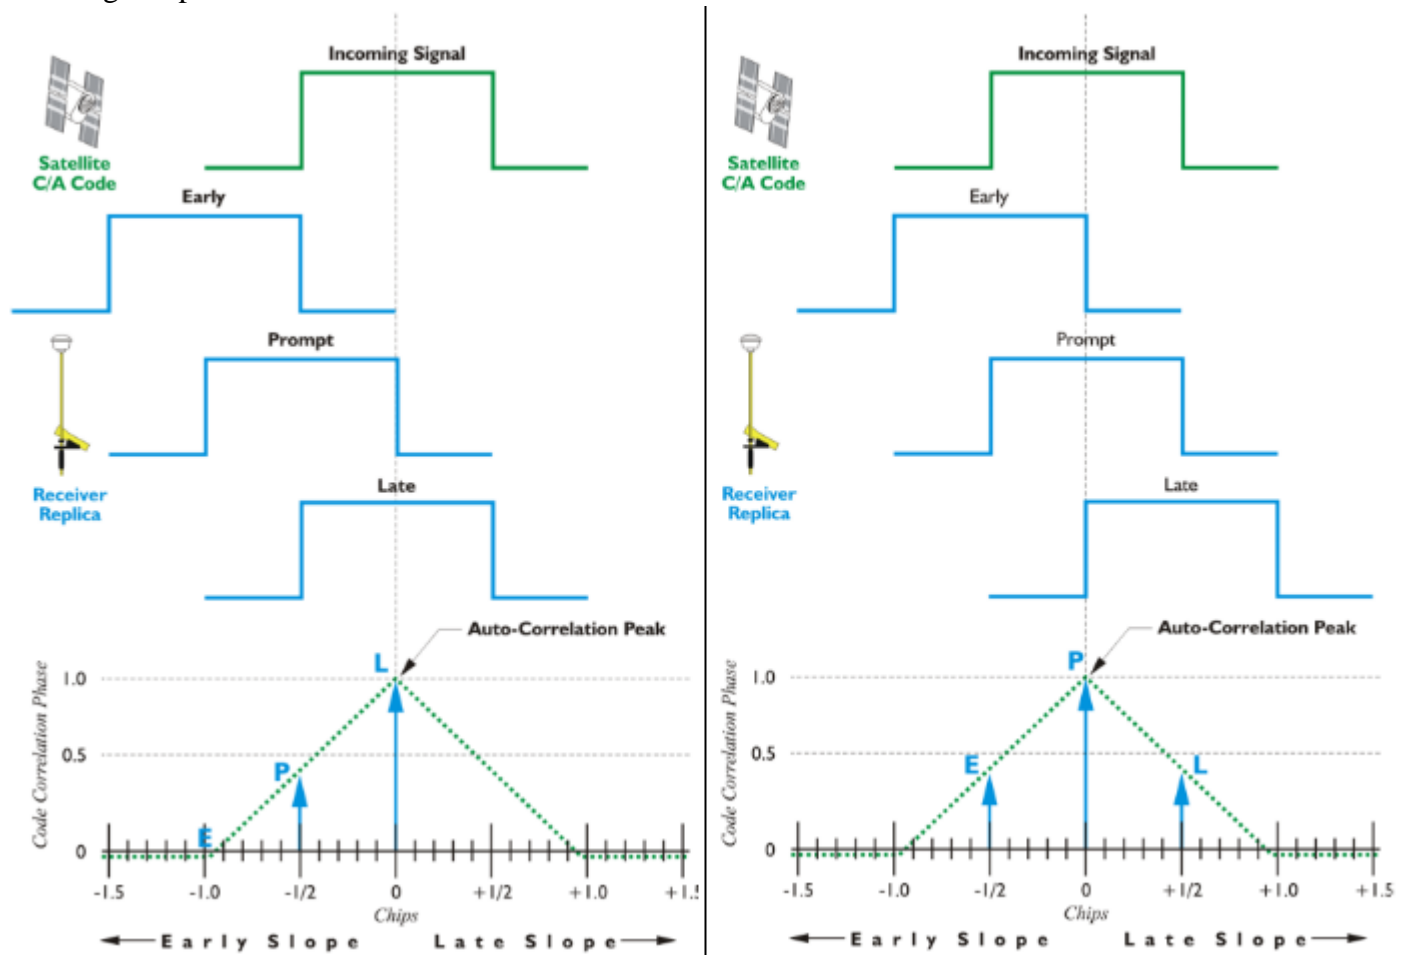 Incoming Signal
Satellite
C/A Code
Early
Prompt
Receiver
Replica
Late
Auto-Correlation Peak
L
1.0
Code Correlation Phase
0.5
P
E
0
-1.5 -1.0 -1/2 0 +1/2 +1.0 +1.5
Chips
Early Slope Late Slope
Incoming Signal
Satellite
C/A Code
Early
Prompt
Receiver
Replica
Late
Auto-Correlation Peak
P
1.0
Code Correlation Phase
0.5
E
L
0
-1.5 -1.0 -1/2 0 +1/2 +1.0 +1.5
Chips
Early Slope Late Slope